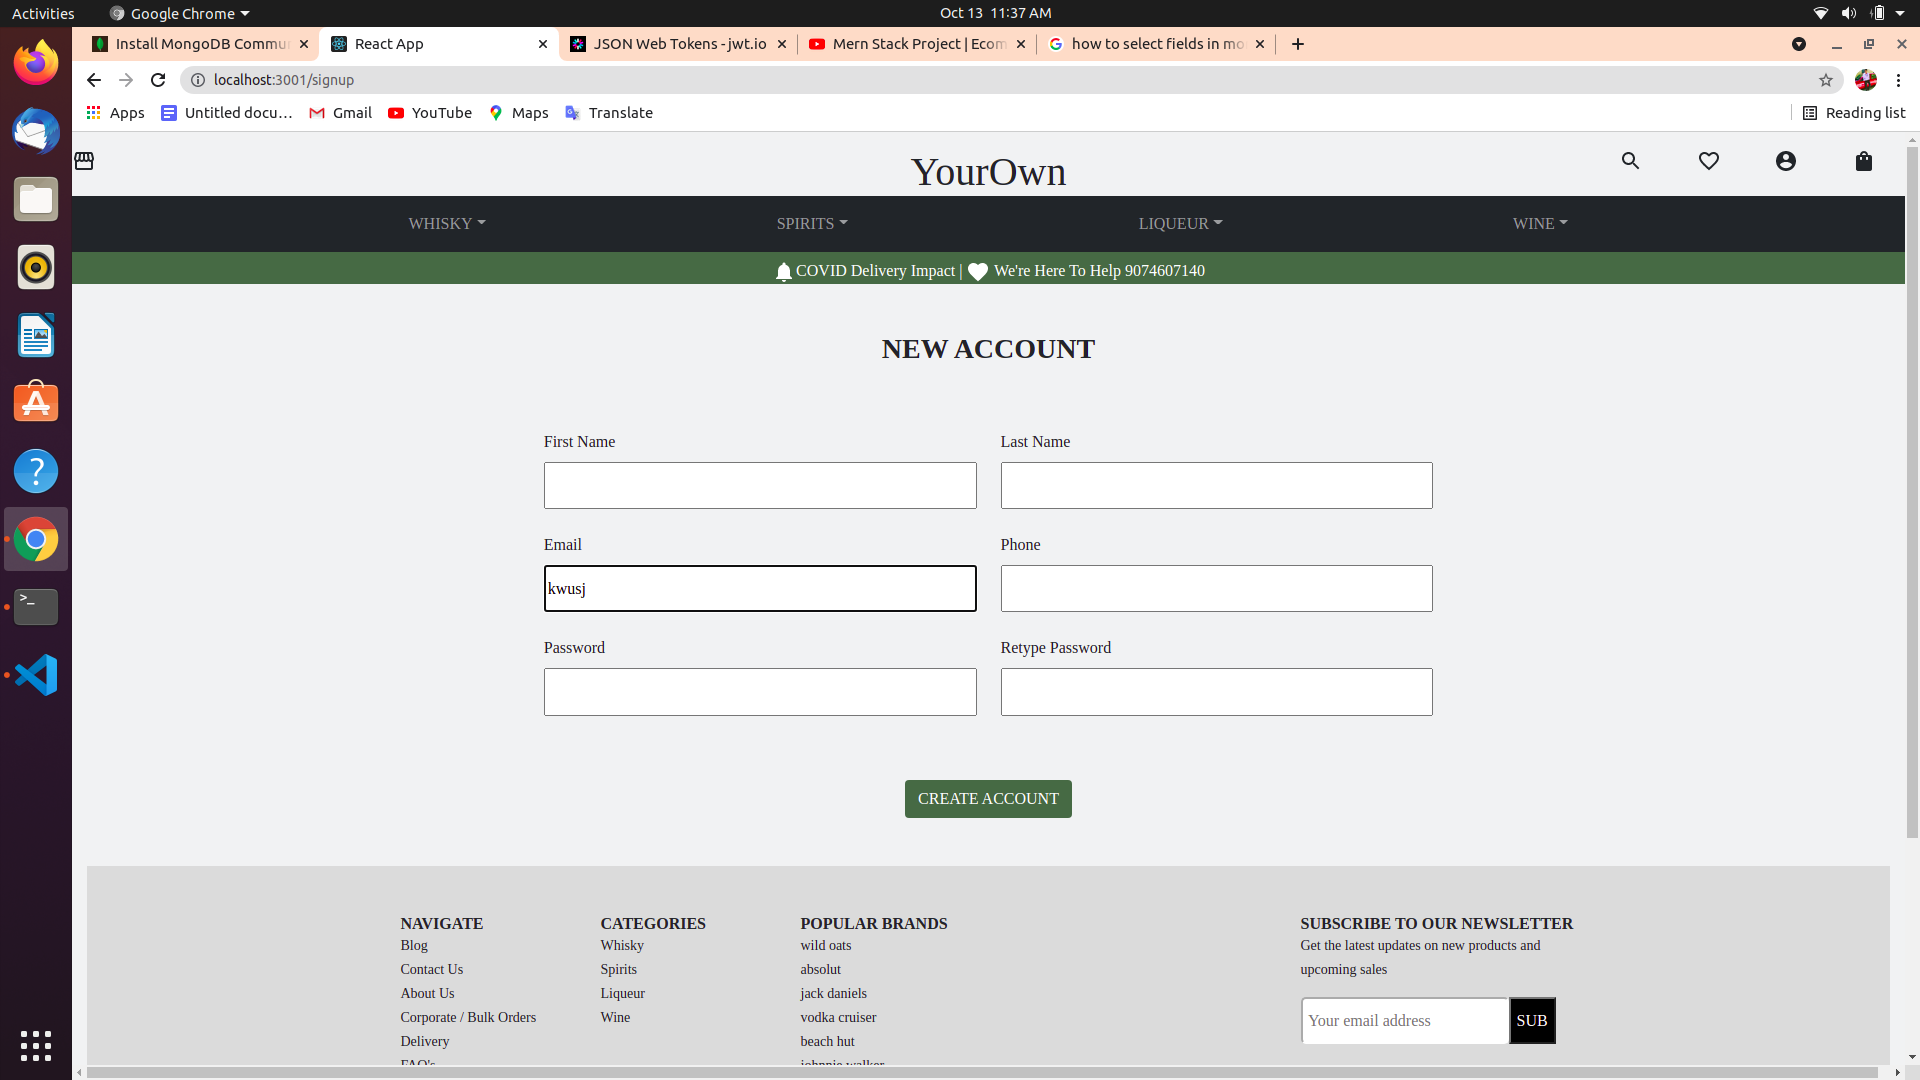 Activities
Google Chrome
Oct 13 11:37 AM
Install MongoDB Commu
React App
JSON Web Tokens - jwt.io
Mern Stack Project | Ecom
how to select fields in mo
localhost:3001/signup
Apps
Untitled docu...
Gmail
YouTube
Maps
Translate
Reading list
YourOwn
WHISKY
SPIRITS
LIQUEUR
WINE
COVID Delivery Impact | We're Here To Help 9074607140
NEW ACCOUNT
First Name
Last Name
Email
Phone
kwusj
Password
Retype Password
CREATE ACCOUNT
NAVIGATE
Blog
Contact Us
About Us
Corporate / Bulk Orders
Delivery
FAQ's
CATEGORIES
Whisky
Spirits
Liqueur
Wine
POPULAR BRANDS
wild oats
absolut
jack daniels
vodka cruiser
beach hut
johnnie walker
SUBSCRIBE TO OUR NEWSLETTER
Get the latest updates on new products and
upcoming sales
Your email address
SUB